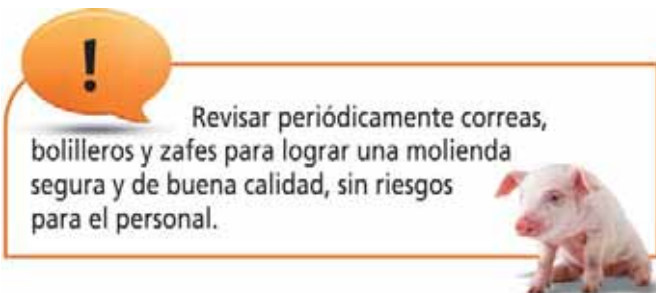 !
Revisar periódicamente correas,
bolilleros y zafes para lograr una molienda
segura y de buena calidad, sin riesgos
para el personal.